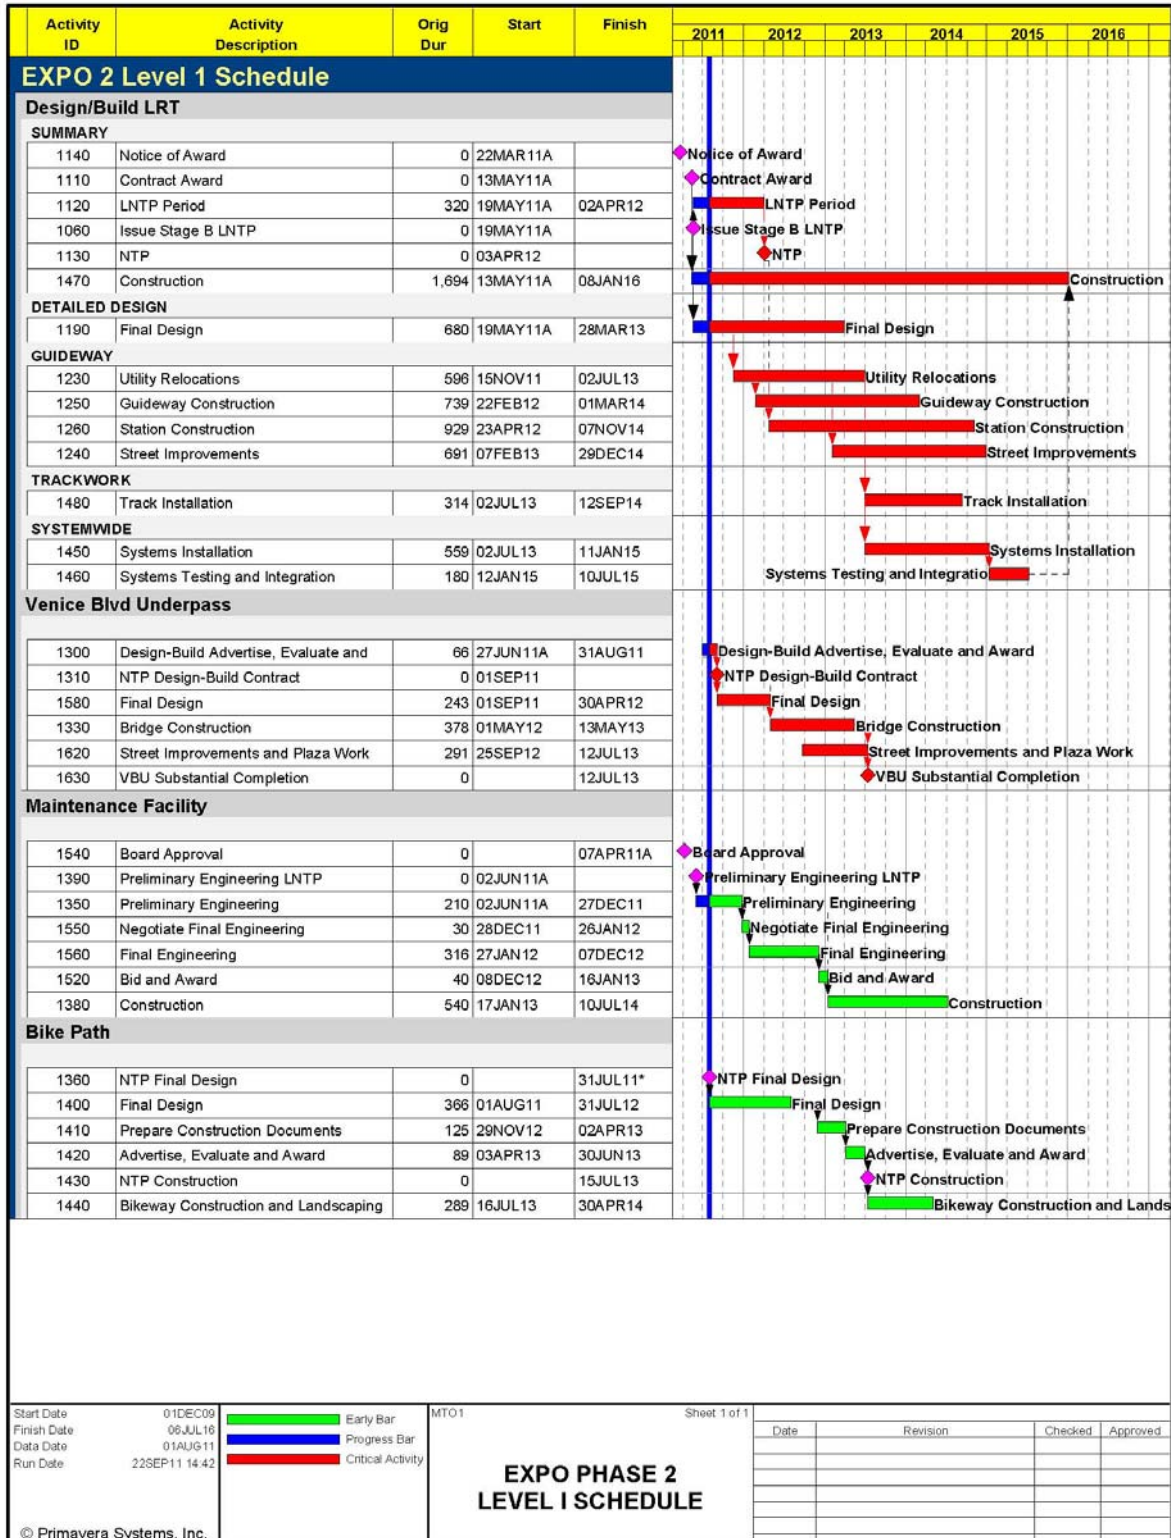 Activity ID Activity Description Orig Dur Start Finish 2011 2012 2013 2014 2015 2016
EXPO 2 Level 1 Schedule
Design/Build LRT
SUMMARY
1140 Notice of Award 0 22MAR11A Notice of Award
1110 Contract Award 0 13MAY11A Contract Award
1120 LNTP Period 320 19MAY11A 02APR12 LNTP Period
1060 Issue Stage B LNTP 0 19MAY11A Issue Stage B LNTP
1130 NTP 0 03APR12 NTP
1470 Construction 1,694 13MAY11A 08JAN16 Construction
DETAILED DESIGN
1190 Final Design 680 19MAY11A 28MAR13 Final Design
GUIDEWAY
1230 Utility Relocations 596 15NOV11 02JUL13 Utility Relocations
1250 Guideway Construction 739 22FEB12 01MAR14 Guideway Construction
1260 Station Construction 929 23APR12 07NOV14 Station Construction
1240 Street Improvements 691 07FEB13 29DEC14 Street Improvements
TRACKWORK
1480 Track Installation 314 02JUL13 12SEP14 Track Installation
SYSTEMWIDE
1450 Systems Installation 559 02JUL13 11JAN15 Systems Installation
1460 Systems Testing and Integration 180 12JAN15 10JUL15 Systems Testing and Integratio
Venice Blvd Underpass
1300 Design-Build Advertise, Evaluate and 66 27JUN11A 31AUG11 Design-Build Advertise, Evaluate and Award
1310 NTP Design-Build Contract 0 01SEP11 NTP Design-Build Contract
1580 Final Design 243 01SEP11 30APR12 Final Design
1330 Bridge Construction 378 01MAY12 13MAY13 Bridge Construction
1620 Street Improvements and Plaza Work 291 25SEP12 12JUL13 Street Improvements and Plaza Work
1630 VBU Substantial Completion 0 12JUL13 VBU Substantial Completion
Maintenance Facility
1540 Board Approval 0 07APR11A Board Approval
1390 Preliminary Engineering LNTP 0 02JUN11A Preliminary Engineering LNTP
1350 Preliminary Engineering 210 02JUN11A 27DEC11 Preliminary Engineering
1550 Negotiate Final Engineering 30 28DEC11 26JAN12 Negotiate Final Engineering
1560 Final Engineering 316 27JAN12 07DEC12 Final Engineering
1520 Bid and Award 40 08DEC12 16JAN13 Bid and Award
1380 Construction 540 17JAN13 10JUL14 Construction
Bike Path
1360 NTP Final Design 0 31JUL11* NTP Final Design
1400 Final Design 366 01AUG11 31JUL12 Final Design
1410 Prepare Construction Documents 125 29NOV12 02APR13 Prepare Construction Documents
1420 Advertise, Evaluate and Award 89 03APR13 30JUN13 Advertise, Evaluate and Award
1430 NTP Construction 0 15JUL13 NTP Construction
1440 Bikeway Construction and Landscaping 289 16JUL13 30APR14 Bikeway Construction and Lands
Start Date 01DEC09
Finish Date 06JUL16
Data Date 01AUG11
Run Date 22SEP11 14:42
© Primavera Systems, Inc.
Early Bar
Progress Bar
Critical Activity
MTO1 Sheet 1 of 1
EXPO PHASE 2
LEVEL I SCHEDULE
Date Revision Checked Approved